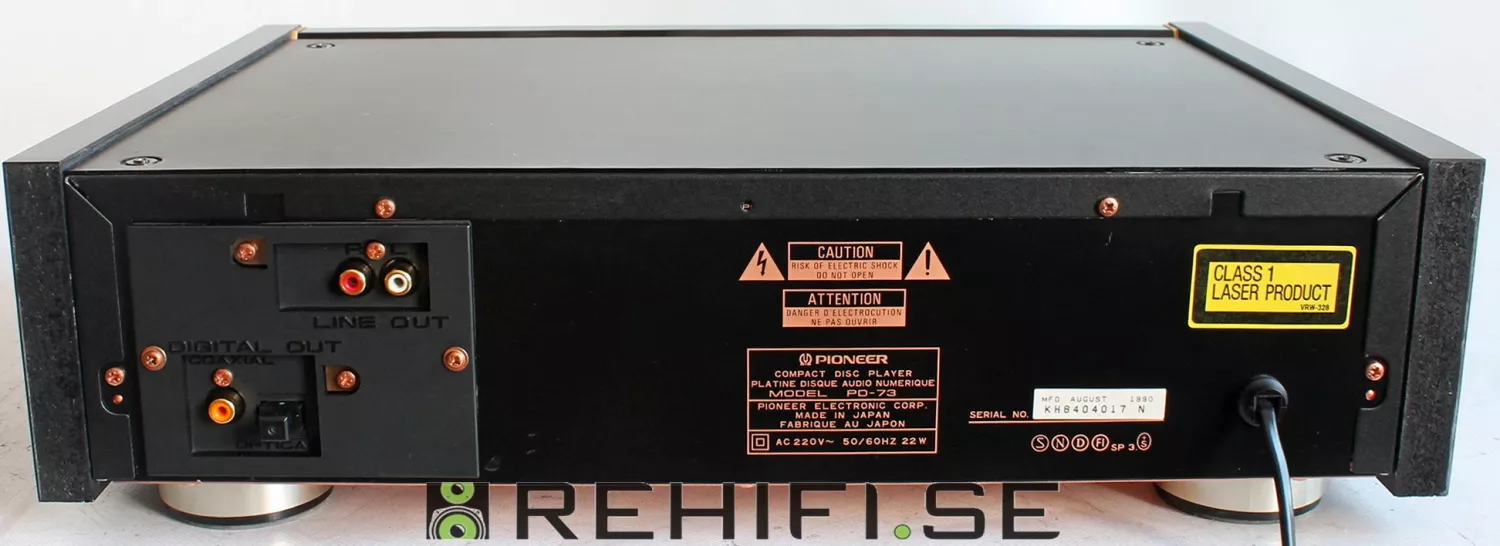 R L
LINE OUT
DIGITAL OUT
COAXIAL
OPTICA
CAUTION
RISK OF ELECTRIC SHOCK
DO NOT OPEN
ATTENTION
DANGER D'ELECTROCUTION
NE PAS OUVRIR
PIONEER
COMPACT DISC PLAYER
PLATINE DISQUE AUDIO NUMERIQUE
MODEL PD-73
PIONEER ELECTRONIC CORP.
MADE IN JAPAN
FABRIQUE AU JAPON
AC 220V~ 50/60HZ 22W
CLASS 1
LASER PRODUCT
VRW-328
MFD AUGUST 1990
SERIAL NO. KH8404017 N
S N D FI SP 3.
REHIFI.SE